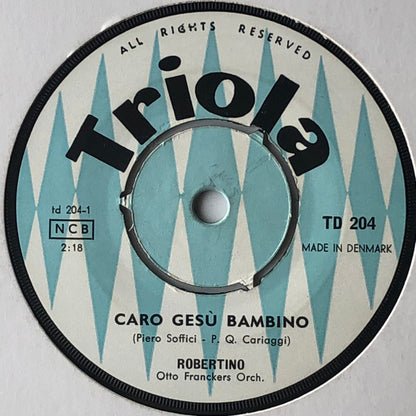 ALL RIGHTS RESERVED
Triola
td 204-1
NCB
2:18
TD 204
MADE IN DENMARK
CARO GESÙ BAMBINO
(Piero Soffici - P. Q. Cariaggi)
ROBERTINO
Otto Franckers Orch.